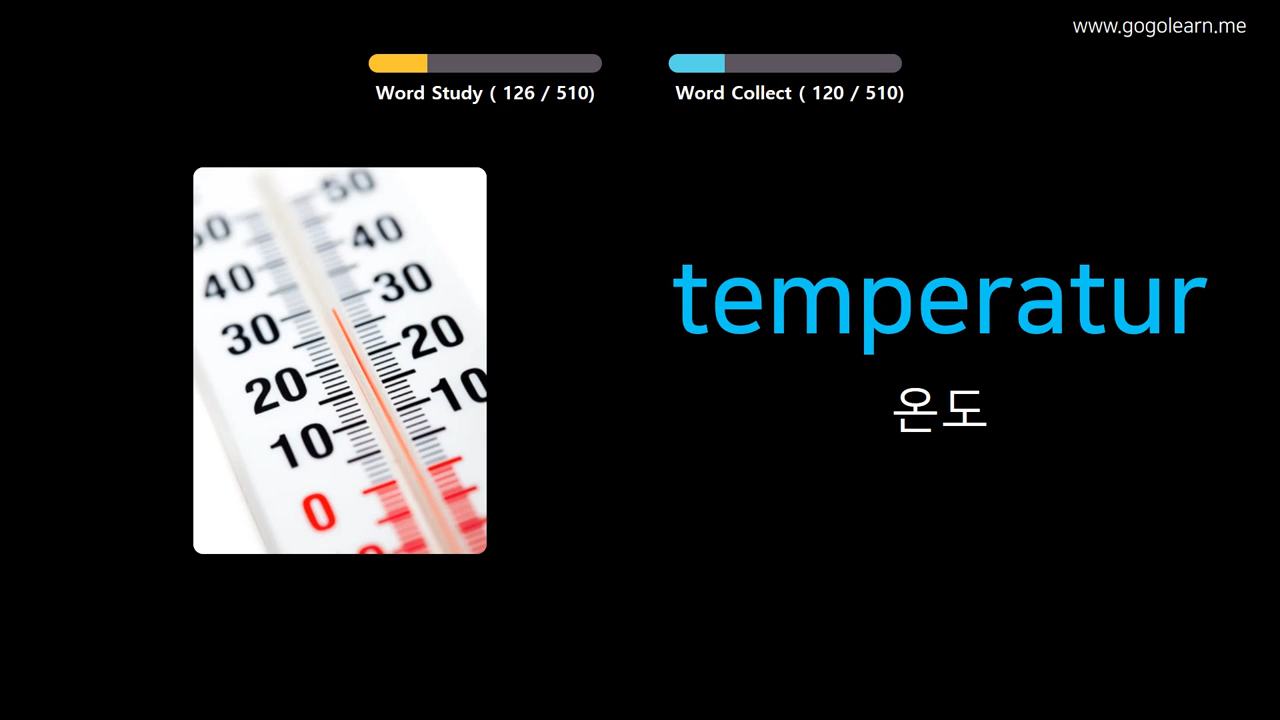 www.gogolearn.me
Word Study ( 126 / 510)
Word Collect ( 120 / 510)
50
50
40
40
30
30
20
20
10
10
0
temperatur
온도